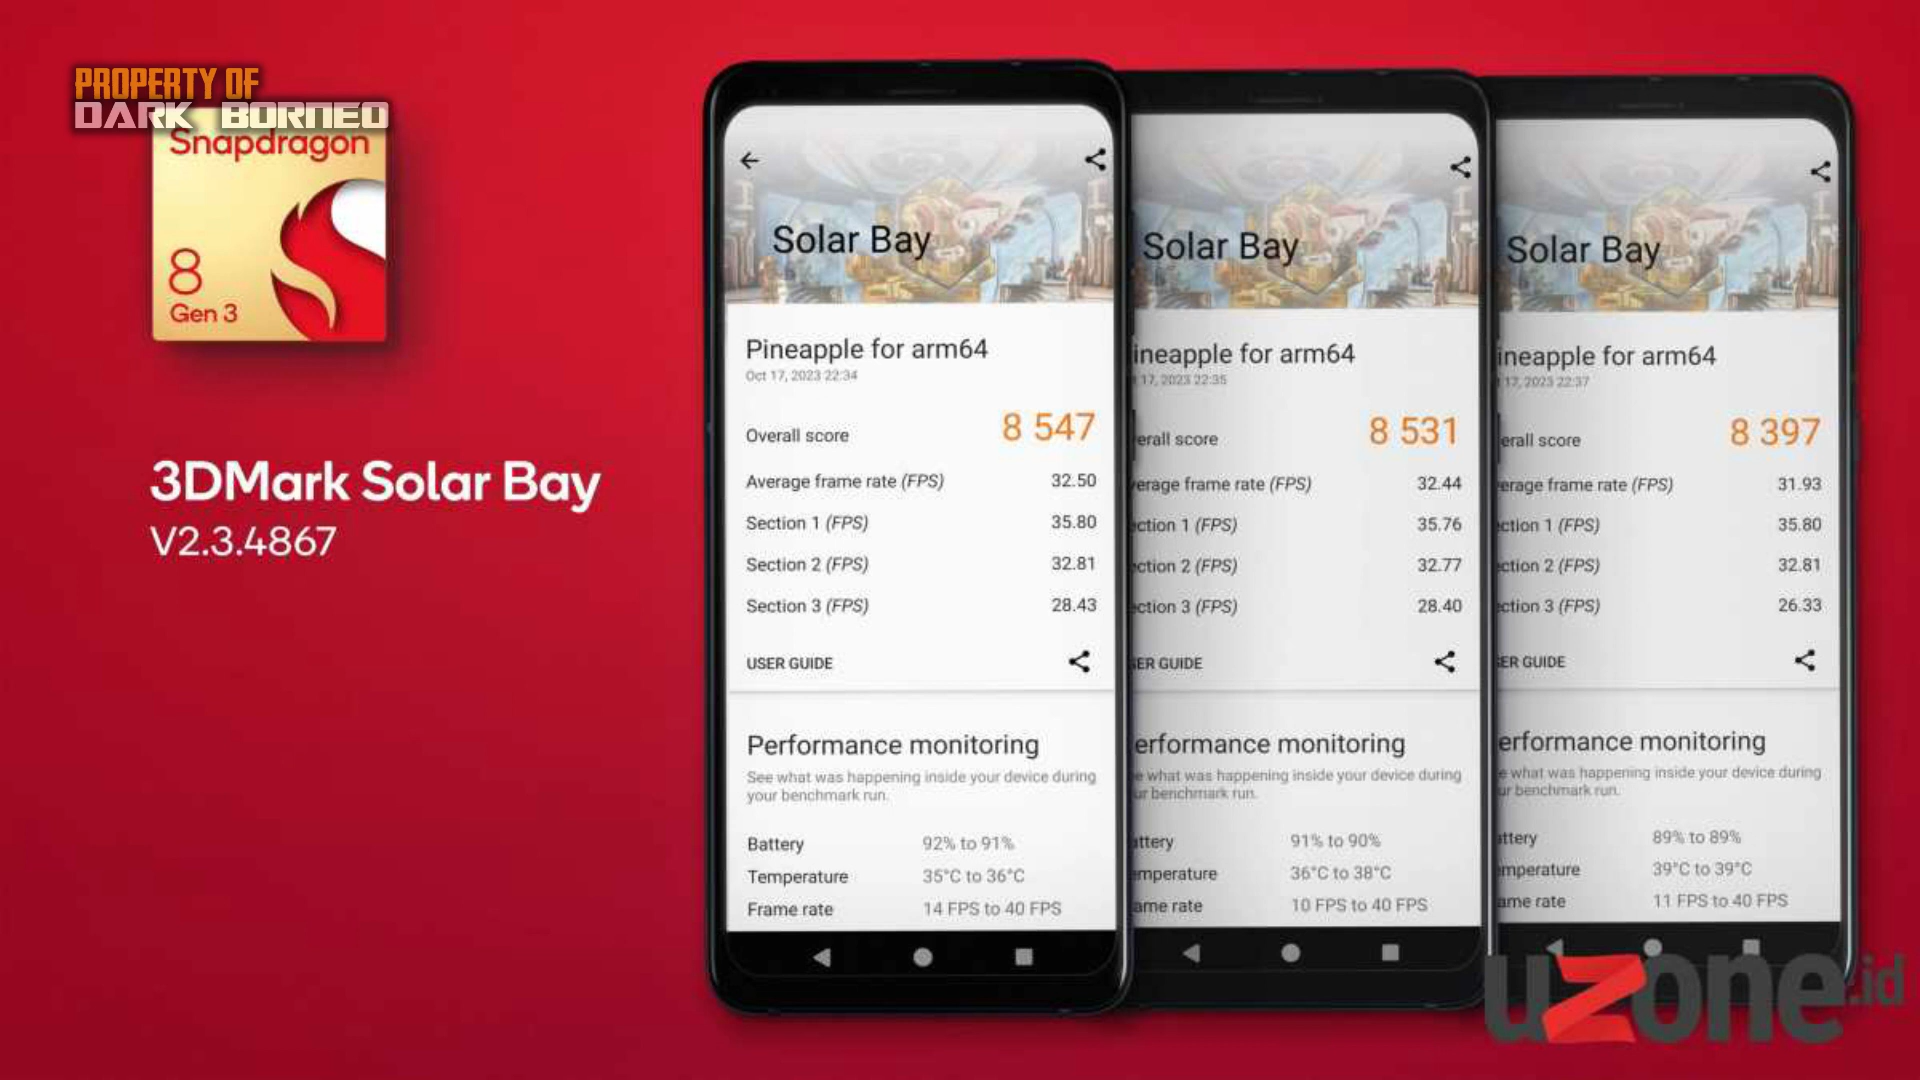 PROPERTY OF
DARK BORNEO
Snapdragon
8
Gen 3
3DMark Solar Bay
V2.3.4867
Solar Bay
Pineapple for arm64
Oct 17, 2023 22:34
Overall score 8 547
Average frame rate (FPS) 32.50
Section 1 (FPS) 35.80
Section 2 (FPS) 32.81
Section 3 (FPS) 28.43
USER GUIDE
Performance monitoring
See what was happening inside your device during
your benchmark run.
Battery 92% to 91%
Temperature 35°C to 36°C
Frame rate 14 FPS to 40 FPS
Solar Bay
ineapple for arm64
17, 2023 22:35
erall score 8 531
erage frame rate (FPS) 32.44
ction 1 (FPS) 35.76
ction 2 (FPS) 32.77
ction 3 (FPS) 28.40
ER GUIDE
erformance monitoring
e what was happening inside your device during
ur benchmark run.
ttery 91% to 90%
mperature 36°C to 38°C
ame rate 10 FPS to 40 FPS
Solar Bay
ineapple for arm64
17, 2023 22:37
erall score 8 397
erage frame rate (FPS) 31.93
ction 1 (FPS) 35.80
ction 2 (FPS) 32.81
ction 3 (FPS) 26.33
ER GUIDE
erformance monitoring
e what was happening inside your device during
ur benchmark run.
ttery 89% to 89%
mperature 39°C to 39°C
ame rate 11 FPS to 40 FPS
uzone.id